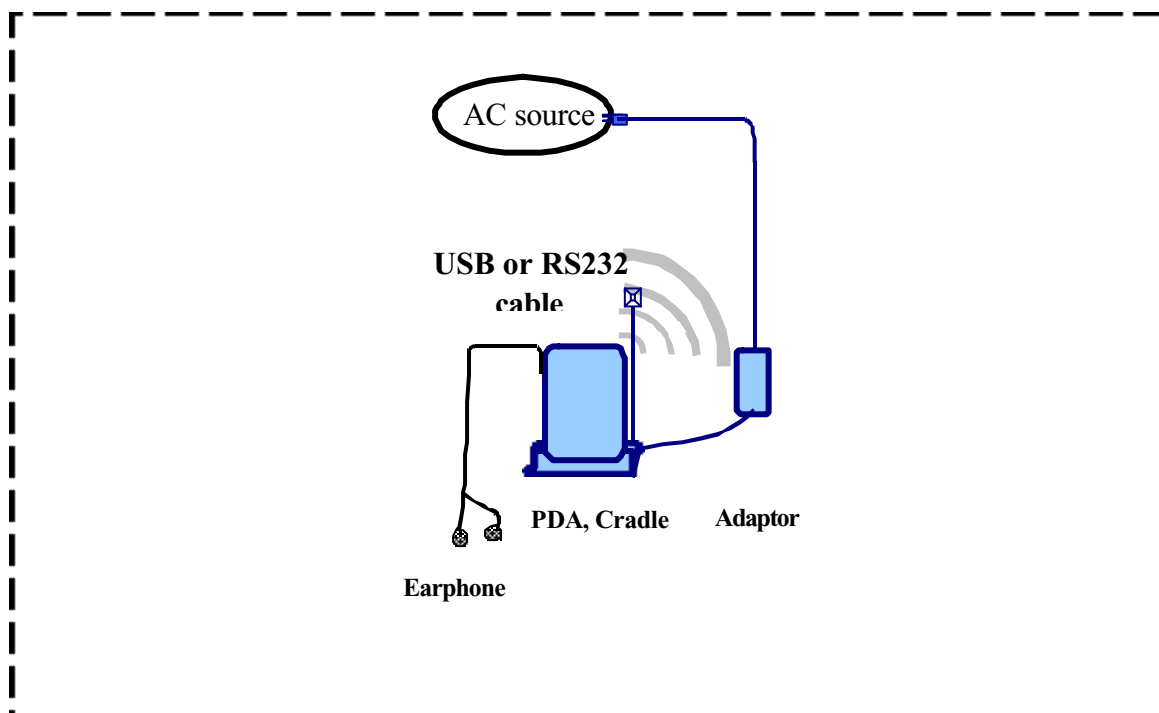 AC source
USB or RS232
cable
PDA, Cradle
Adaptor
Earphone